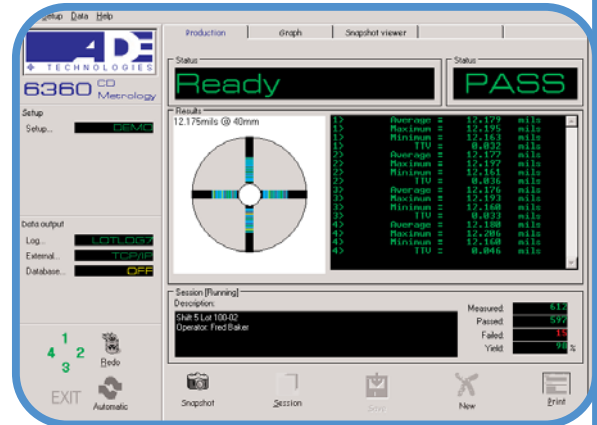 Setup Data Help
ADE
TECHNOLOGIES
6360 CD
Metrology
Setup
Setup... DEMO
Data output
Log... LOTLOG7
External... TCP/IP
Database... OFF
1
4 2
3
Redo
EXIT
Automatic
Production Graph Snapshot viewer
Status
Ready
Status
PASS
Results
12.175mils @ 40mm
1> Average = 12.179 mils
1> Maximum = 12.195 mils
1> Minimum = 12.163 mils
1> TTV = 0.032 mils
2> Average = 12.177 mils
2> Maximum = 12.197 mils
2> Minimum = 12.161 mils
2> TTV = 0.036 mils
3> Average = 12.176 mils
3> Maximum = 12.193 mils
3> Minimum = 12.160 mils
3> TTV = 0.033 mils
4> Average = 12.180 mils
4> Maximum = 12.206 mils
4> Minimum = 12.160 mils
4> TTV = 0.046 mils
Session [Running]
Description:
Shift 5 Lot 100-02
Operator: Fred Baker
Measured: 612
Passed: 597
Failed: 15
Yield: 98 %
Snapshot Session Save New Print